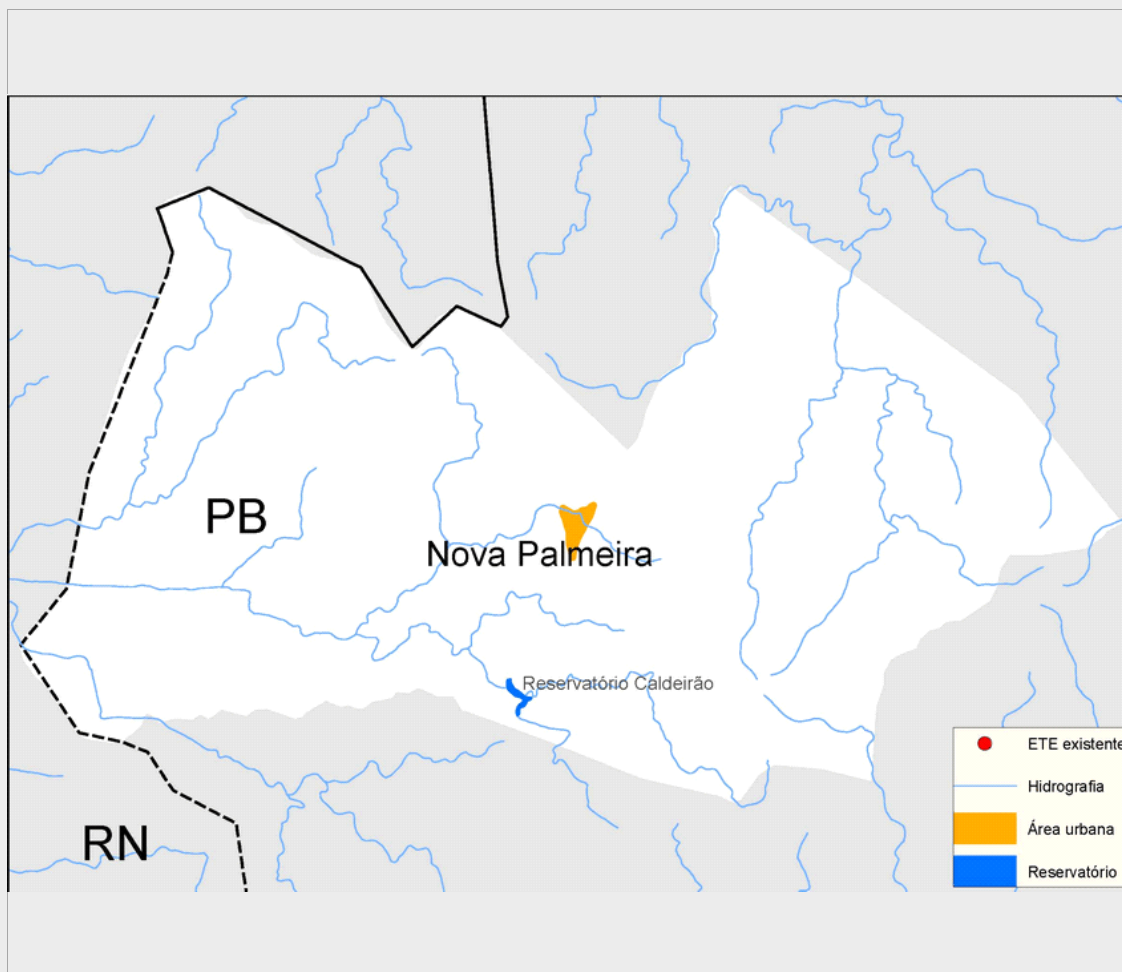 PB
Nova Palmeira
Reservatório Caldeirão
RN
ETE existente
Hidrografia
Área urbana
Reservatório